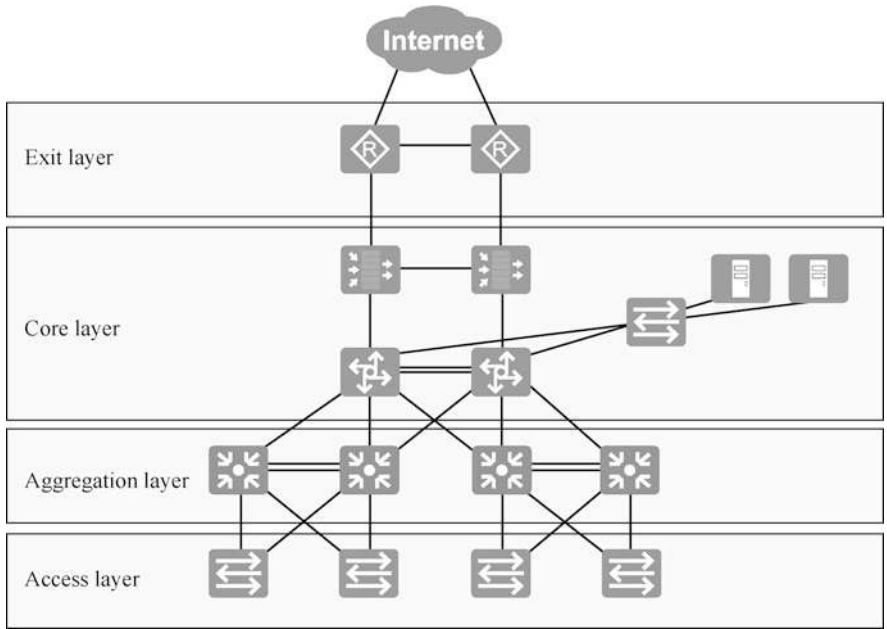 Internet
Exit layer
R
R
Core layer
Aggregation layer
Access layer